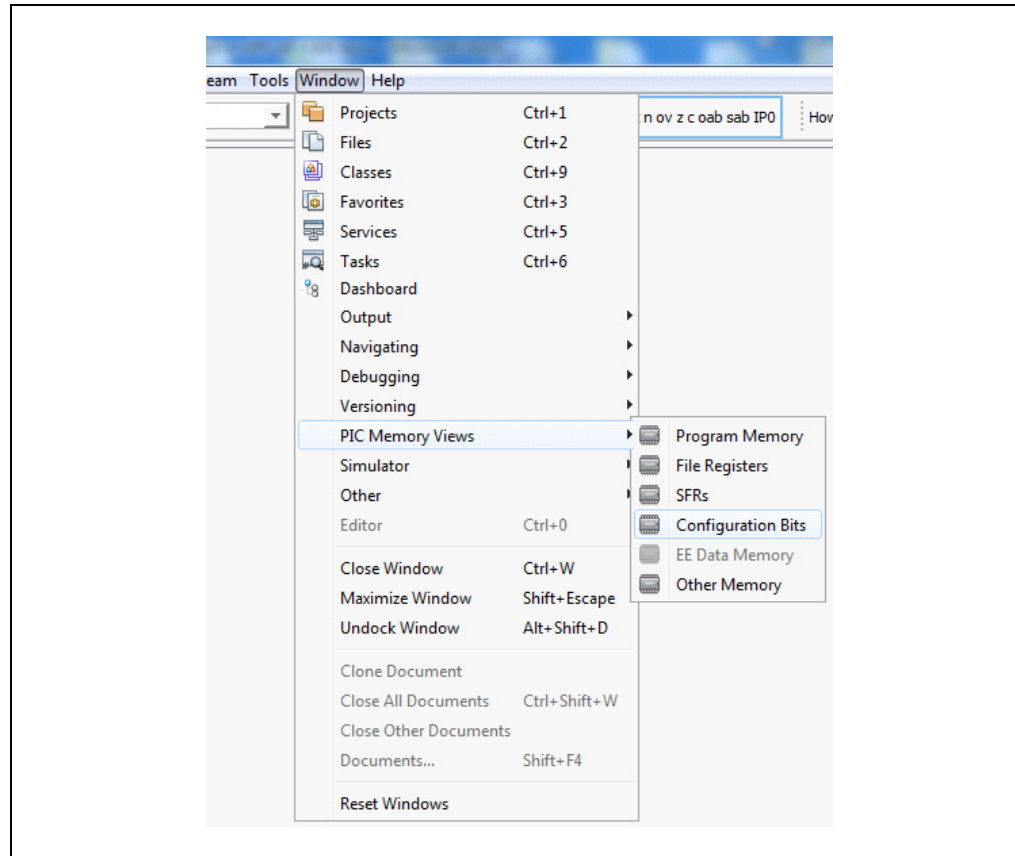 eam Tools Window Help
n ov z c oab sab IP0 How
Projects Ctrl+1
Files Ctrl+2
Classes Ctrl+9
Favorites Ctrl+3
Services Ctrl+5
Tasks Ctrl+6
Dashboard
Output
Navigating
Debugging
Versioning
PIC Memory Views
Simulator
Other
Editor Ctrl+0
Close Window Ctrl+W
Maximize Window Shift+Escape
Undock Window Alt+Shift+D
Clone Document
Close All Documents Ctrl+Shift+W
Close Other Documents
Documents... Shift+F4
Reset Windows
Program Memory
File Registers
SFRs
Configuration Bits
EE Data Memory
Other Memory